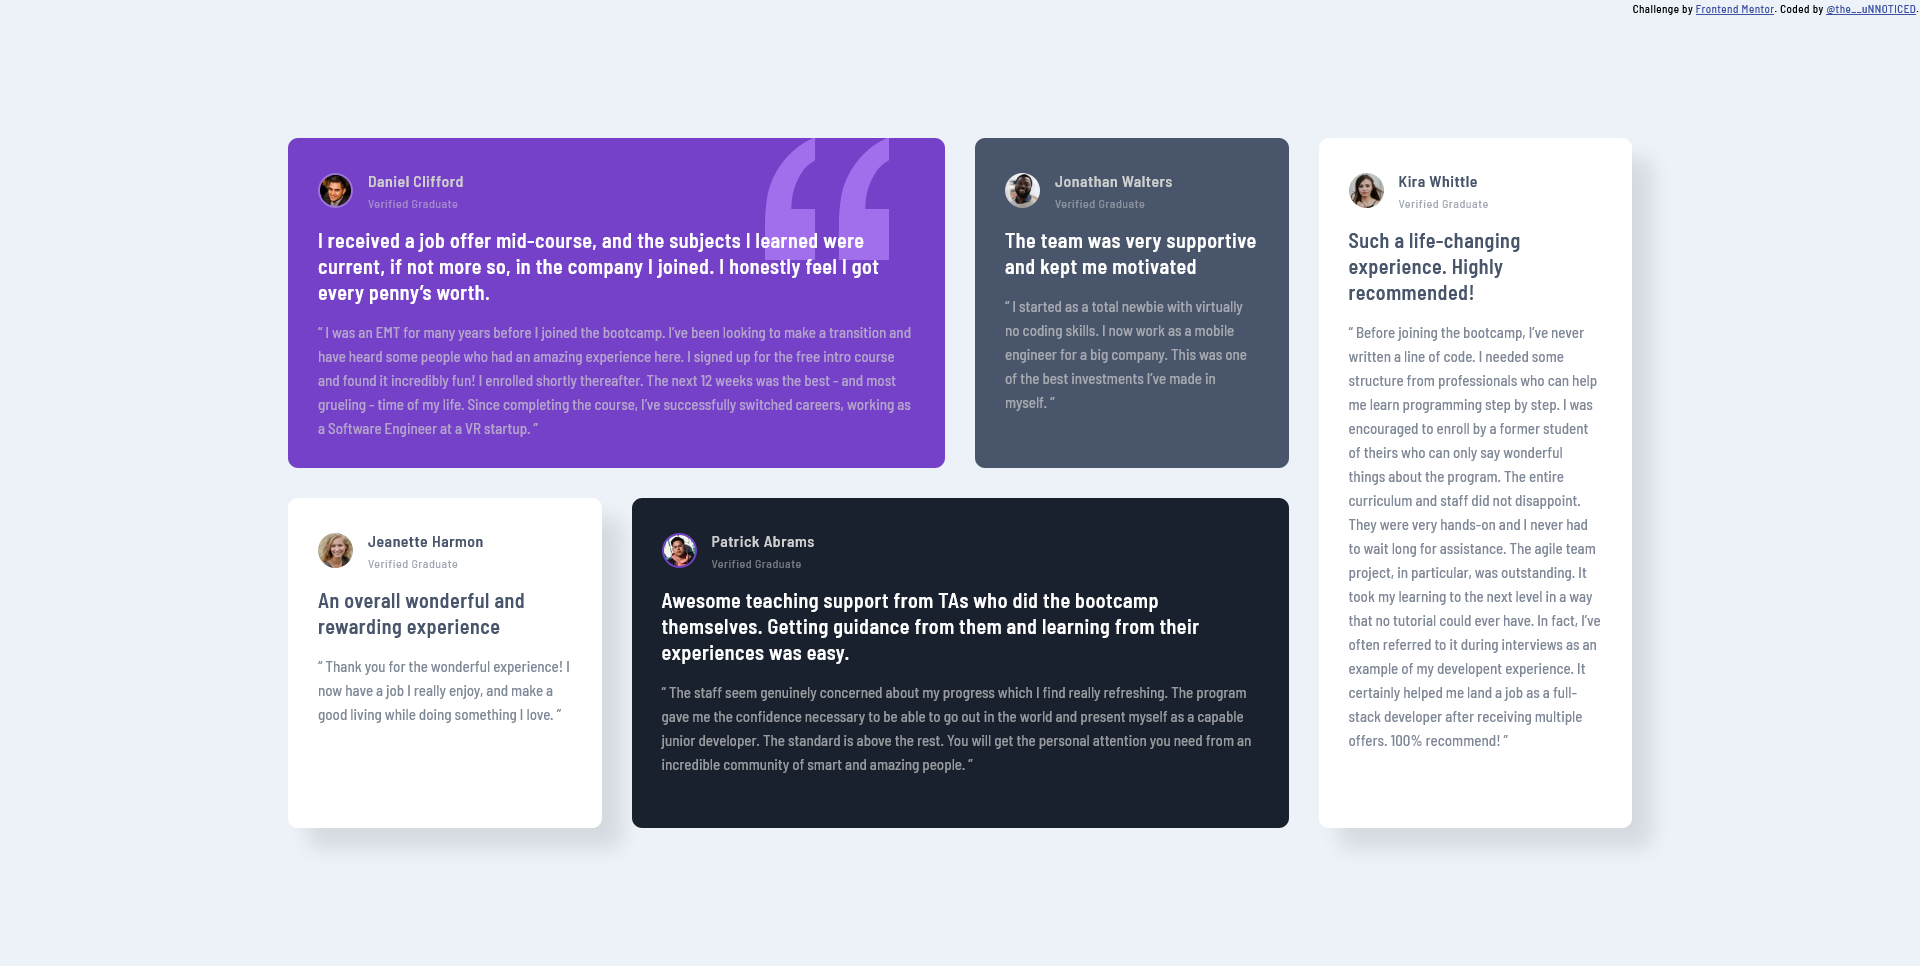 Challenge by Frontend Mentor. Coded by @the__uNNOTICED.
Daniel Clifford
Verified Graduate
I received a job offer mid-course, and the subjects I learned were
current, if not more so, in the company I joined. I honestly feel I got
every penny’s worth.
“ I was an EMT for many years before I joined the bootcamp. I’ve been looking to make a transition and
have heard some people who had an amazing experience here. I signed up for the free intro course
and found it incredibly fun! I enrolled shortly thereafter. The next 12 weeks was the best - and most
grueling - time of my life. Since completing the course, I’ve successfully switched careers, working as
a Software Engineer at a VR startup. ”
Jonathan Walters
Verified Graduate
The team was very supportive
and kept me motivated
“ I started as a total newbie with virtually
no coding skills. I now work as a mobile
engineer for a big company. This was one
of the best investments I’ve made in
myself. ”
Kira Whittle
Verified Graduate
Such a life-changing
experience. Highly
recommended!
“ Before joining the bootcamp, I’ve never
written a line of code. I needed some
structure from professionals who can help
me learn programming step by step. I was
encouraged to enroll by a former student
of theirs who can only say wonderful
things about the program. The entire
curriculum and staff did not disappoint.
They were very hands-on and I never had
to wait long for assistance. The agile team
project, in particular, was outstanding. It
took my learning to the next level in a way
that no tutorial could ever have. In fact, I’ve
often referred to it during interviews as an
example of my developent experience. It
certainly helped me land a job as a full-
stack developer after receiving multiple
offers. 100% recommend! ”
Jeanette Harmon
Verified Graduate
An overall wonderful and
rewarding experience
“ Thank you for the wonderful experience! I
now have a job I really enjoy, and make a
good living while doing something I love. ”
Patrick Abrams
Verified Graduate
Awesome teaching support from TAs who did the bootcamp
themselves. Getting guidance from them and learning from their
experiences was easy.
“ The staff seem genuinely concerned about my progress which I find really refreshing. The program
gave me the confidence necessary to be able to go out in the world and present myself as a capable
junior developer. The standard is above the rest. You will get the personal attention you need from an
incredible community of smart and amazing people. ”